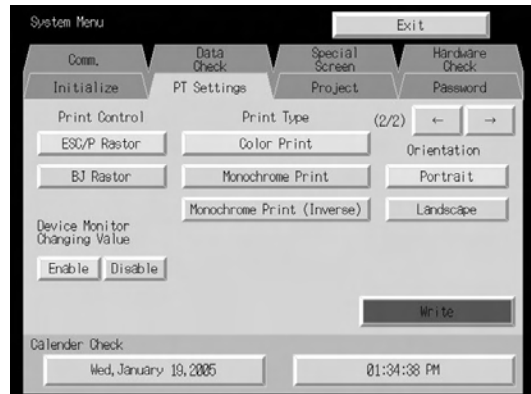 System Menu
Exit
Comm.
Data
Check
Special
Screen
Hardware
Check
Initialize
PT Settings
Project
Password
Print Control
Print Type
(2/2)
←
→
ESC/P Rastor
Color Print
Orientation
BJ Rastor
Monochrome Print
Portrait
Monochrome Print (Inverse)
Landscape
Device Monitor
Changing Value
Enable
Disable
Write
Calender Check
Wed,January 19,2005
01:34:38 PM